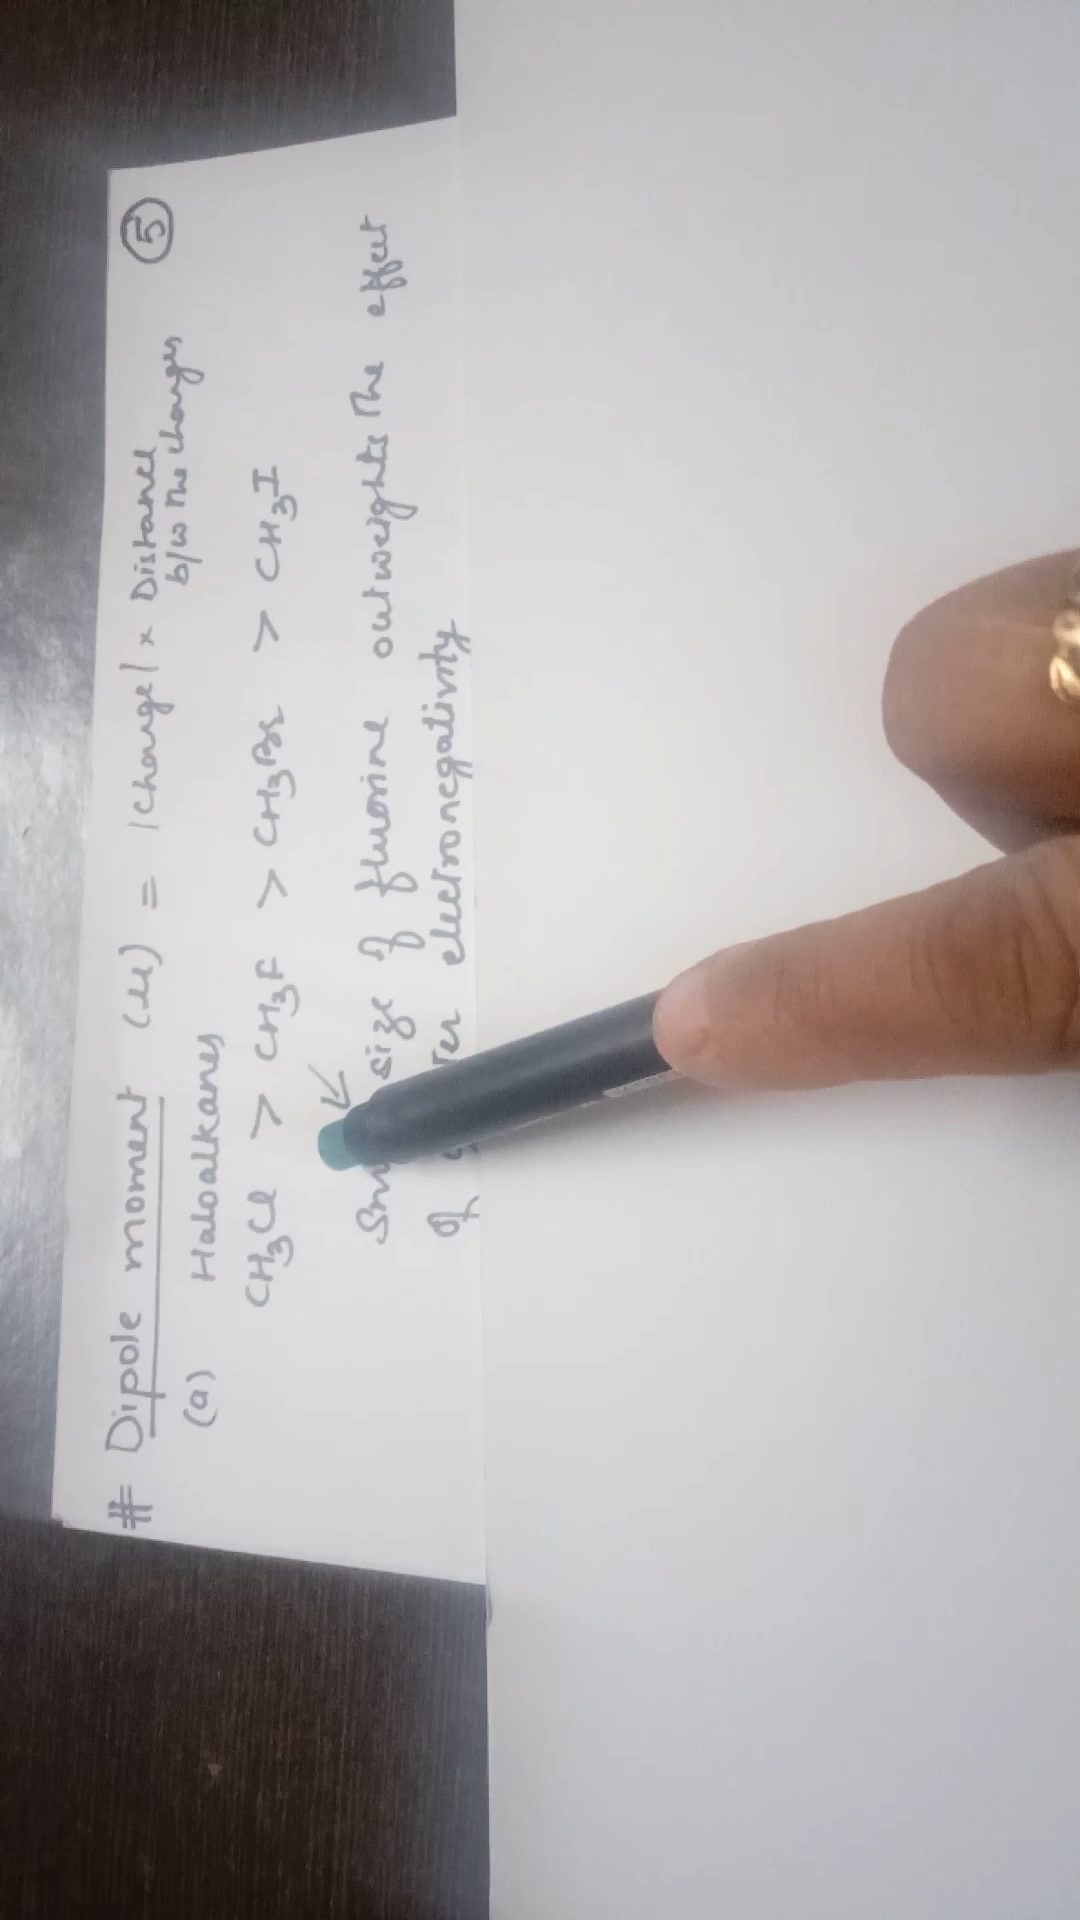 # Dipole moment (μ) = |charge| × Distance
b/w the charges
⑤
(a) Haloalkanes
CH₃Cl > CH₃F > CH₃Br > CH₃I
size of fluorine outweights the effect
of electronegativity